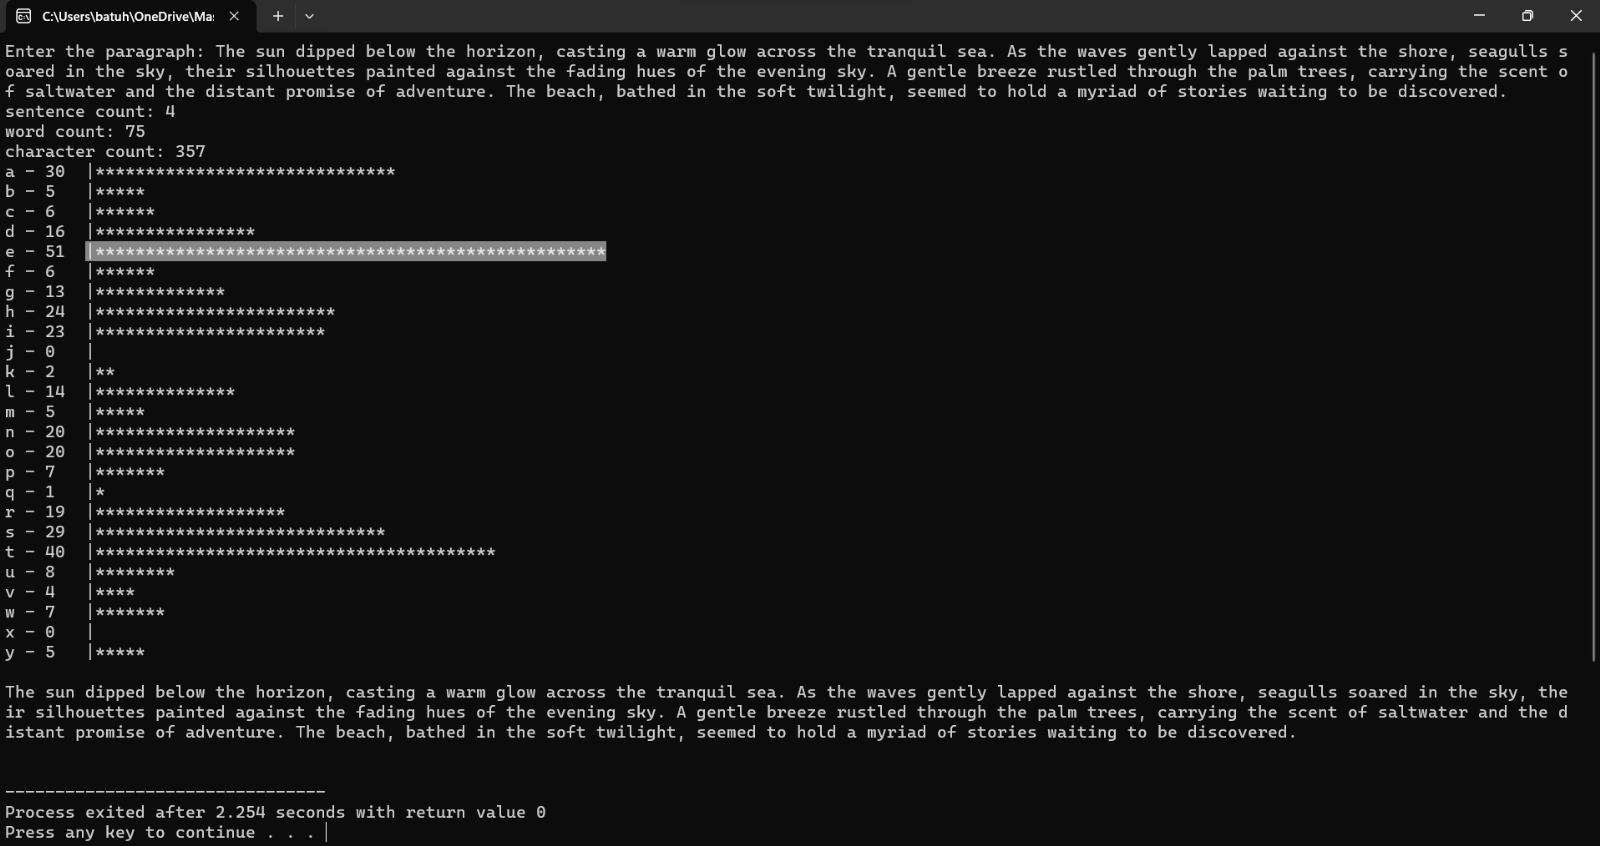 C:\Users\batuh\OneDrive\Ma:
Enter the paragraph: The sun dipped below the horizon, casting a warm glow across the tranquil sea. As the waves gently lapped against the shore, seagulls s
oared in the sky, their silhouettes painted against the fading hues of the evening sky. A gentle breeze rustled through the palm trees, carrying the scent o
f saltwater and the distant promise of adventure. The beach, bathed in the soft twilight, seemed to hold a myriad of stories waiting to be discovered.
sentence count: 4
word count: 75
character count: 357
a - 30 |******************************
b - 5 |*****
c - 6 |******
d - 16 |****************
e - 51 |***************************************************
f - 6 |******
g - 13 |*************
h - 24 |************************
i - 23 |***********************
j - 0 |
k - 2 |**
l - 14 |**************
m - 5 |*****
n - 20 |********************
o - 20 |********************
p - 7 |*******
q - 1 |*
r - 19 |*******************
s - 29 |*****************************
t - 40 |****************************************
u - 8 |********
v - 4 |****
w - 7 |*******
x - 0 |
y - 5 |*****
The sun dipped below the horizon, casting a warm glow across the tranquil sea. As the waves gently lapped against the shore, seagulls soared in the sky, the
ir silhouettes painted against the fading hues of the evening sky. A gentle breeze rustled through the palm trees, carrying the scent of saltwater and the d
istant promise of adventure. The beach, bathed in the soft twilight, seemed to hold a myriad of stories waiting to be discovered.
--------------------------------
Process exited after 2.254 seconds with return value 0
Press any key to continue . . .